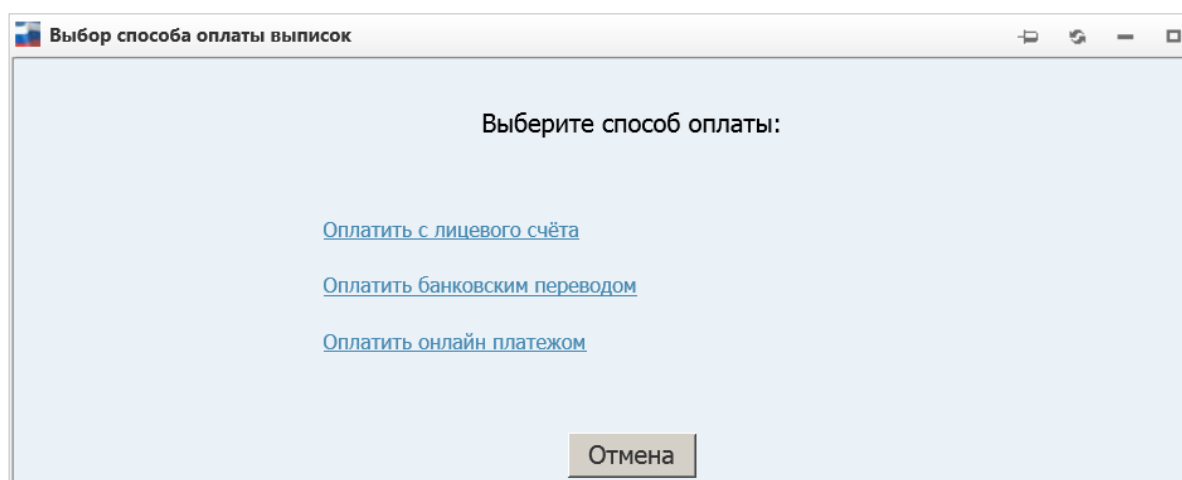 Выбор способа оплаты выписок
Выберите способ оплаты:
Оплатить с лицевого счёта
Оплатить банковским переводом
Оплатить онлайн платежом
Отмена